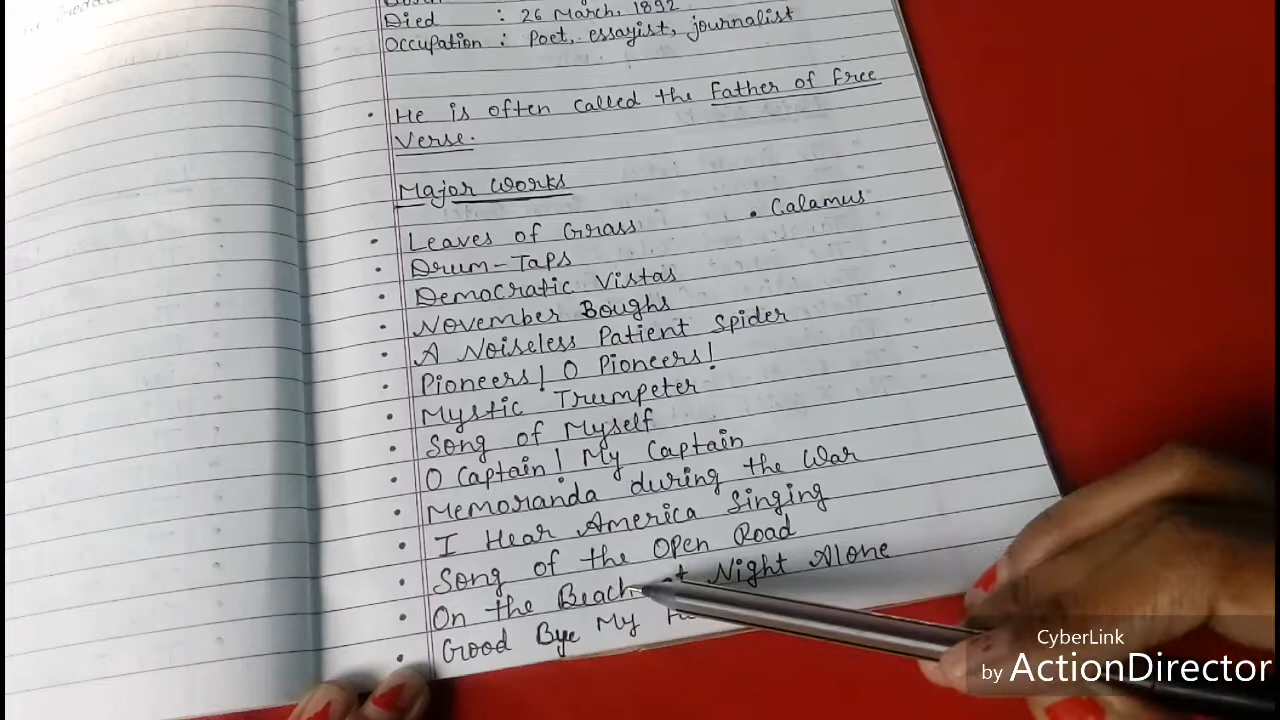 Died : 26 March, 1892
Occupation : Poet, essayist, journalist
• He is often called the Father of Free
Verse.
Major Works
• Leaves of Grass • Calamus
• Drum-Taps
• Democratic Vistas
• November Boughs
• A Noiseless Patient Spider
• Pioneers! O Pioneers!
• Mystic Trumpeter
• Song of Myself
• O Captain! My Captain
• Memoranda during the War
• I Hear America Singing
• Song of the Open Road
• On the Beach at Night Alone
• Good Bye My
CyberLink
by ActionDirector